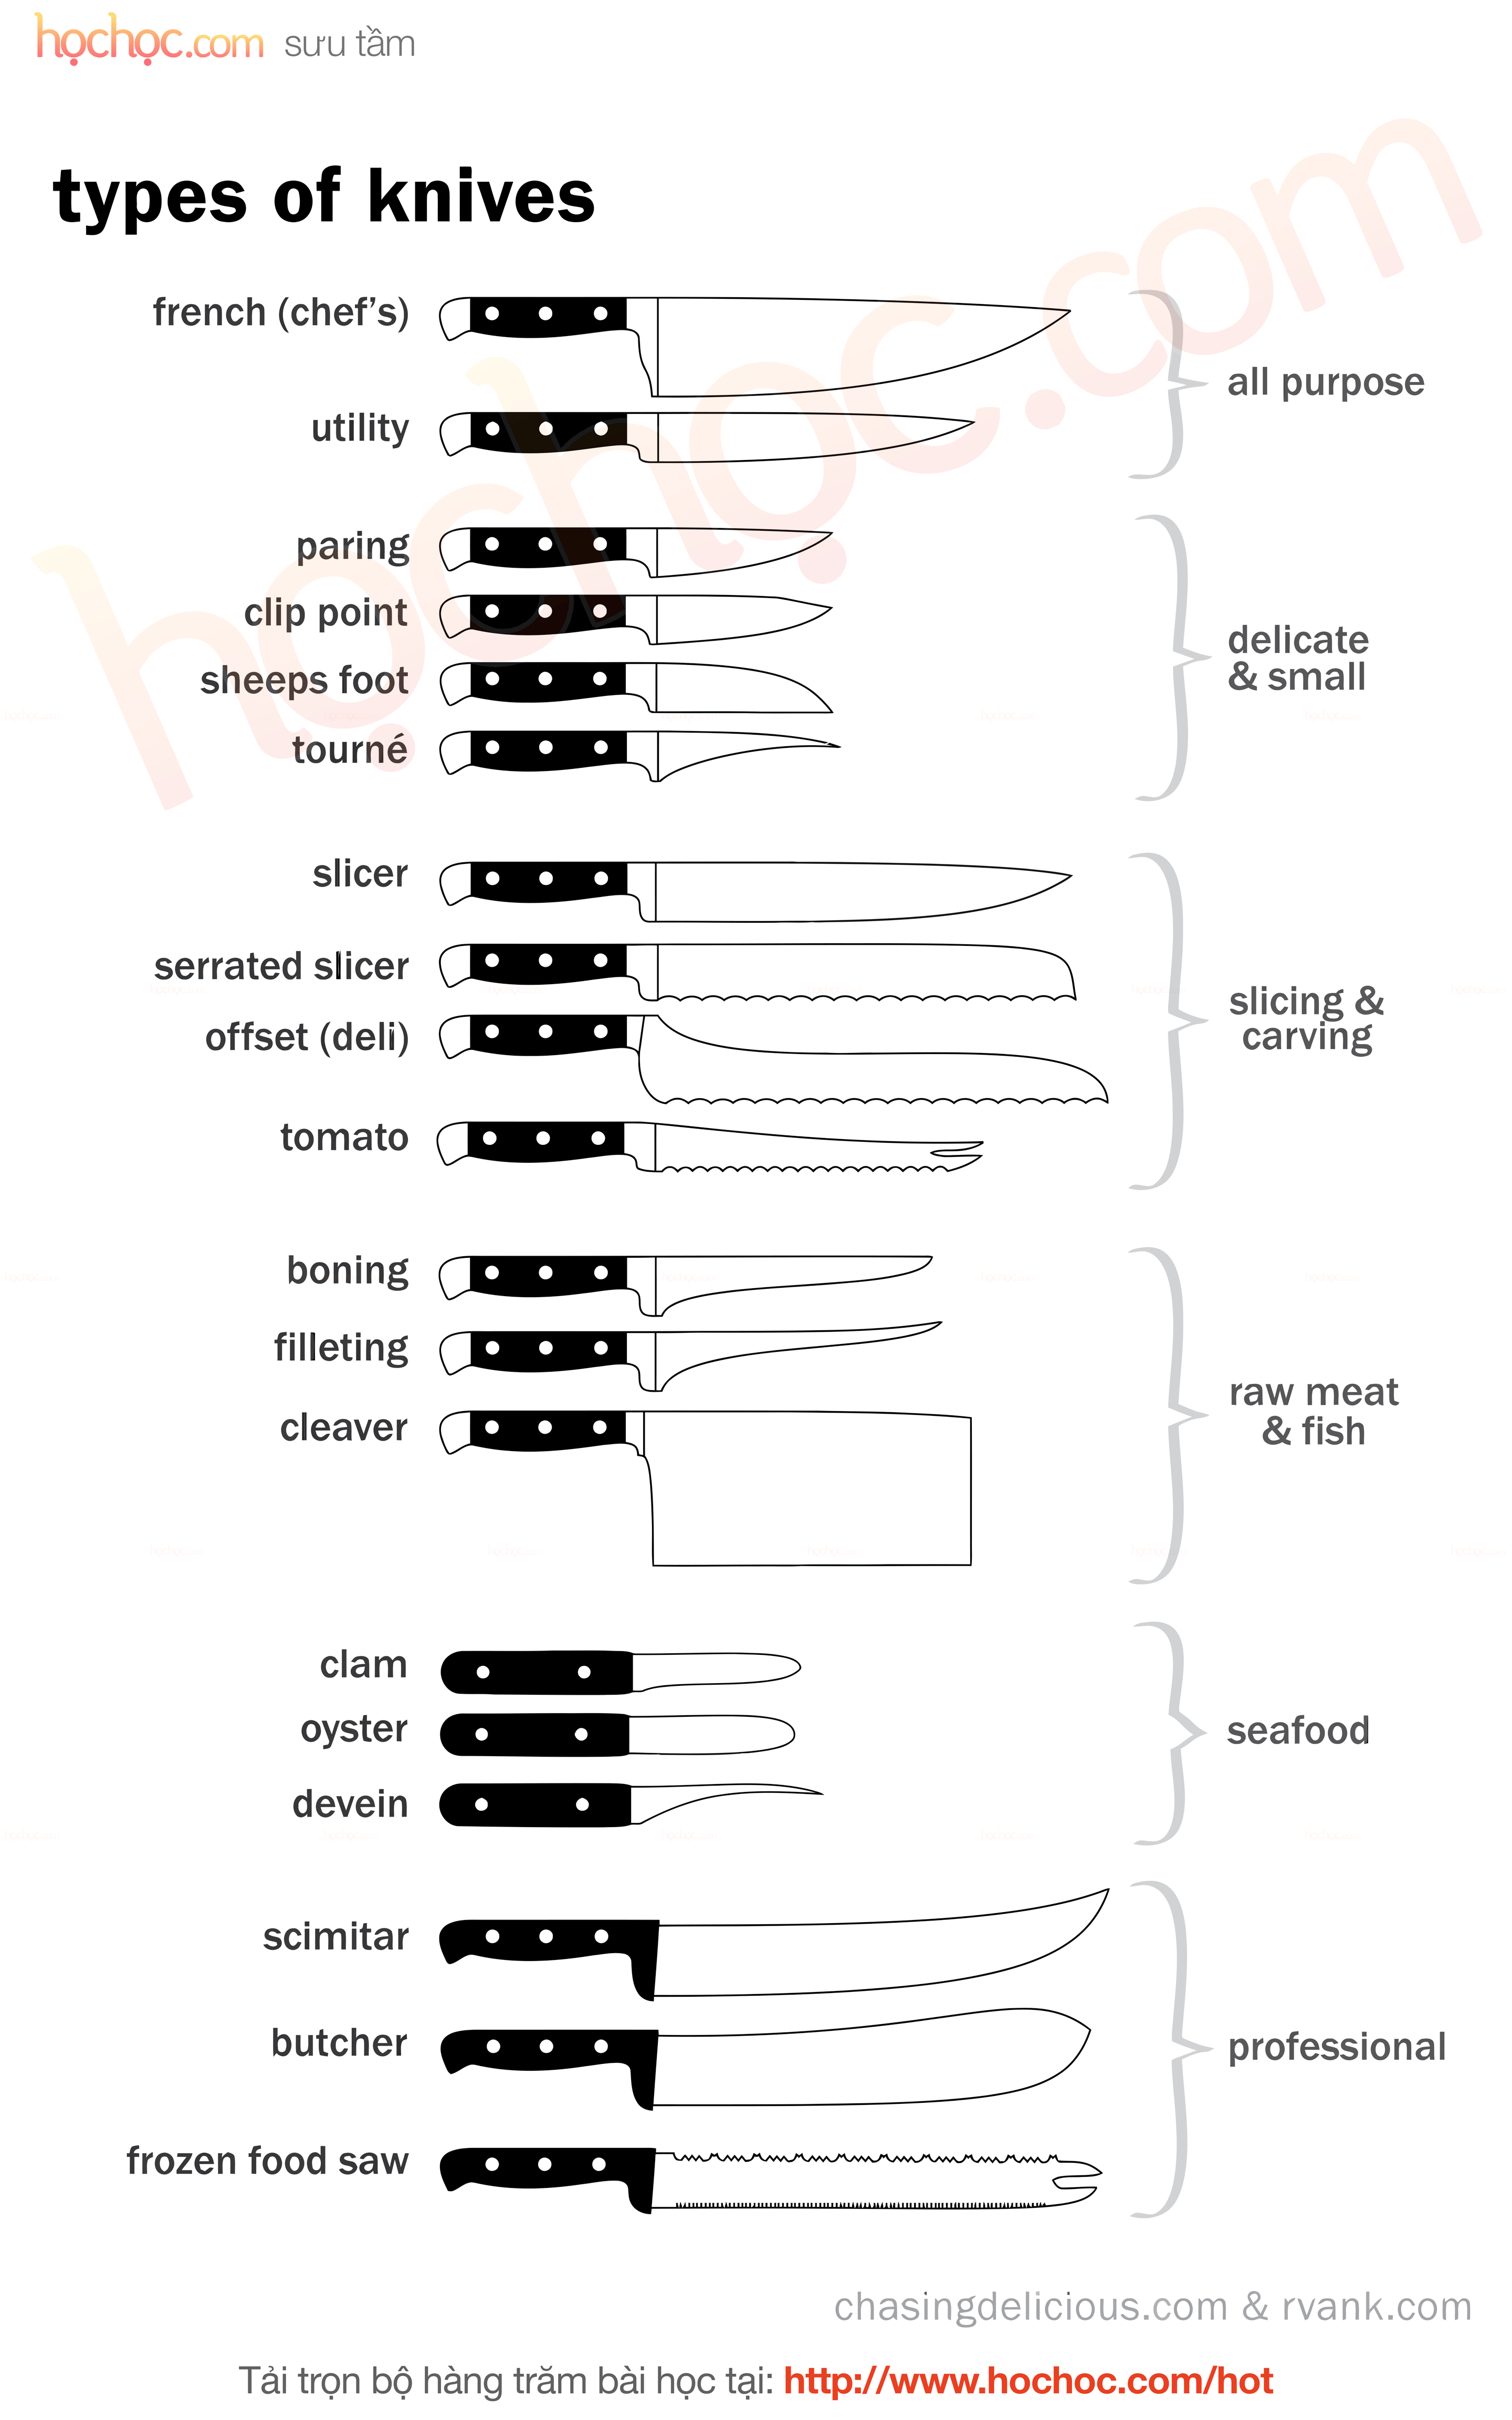 họchọc.com sưu tầm
types of knives
french (chef's)
utility
all purpose
paring
clip point
sheeps foot
tourné
delicate
& small
slicer
serrated slicer
offset (deli)
tomato
slicing &
carving
boning
filleting
cleaver
raw meat
& fish
clam
oyster
devein
seafood
scimitar
butcher
frozen food saw
professional
chasingdelicious.com & rvank.com
Tải trọn bộ hàng trăm bài học tại: http://www.hochoc.com/hot
họchọc.com